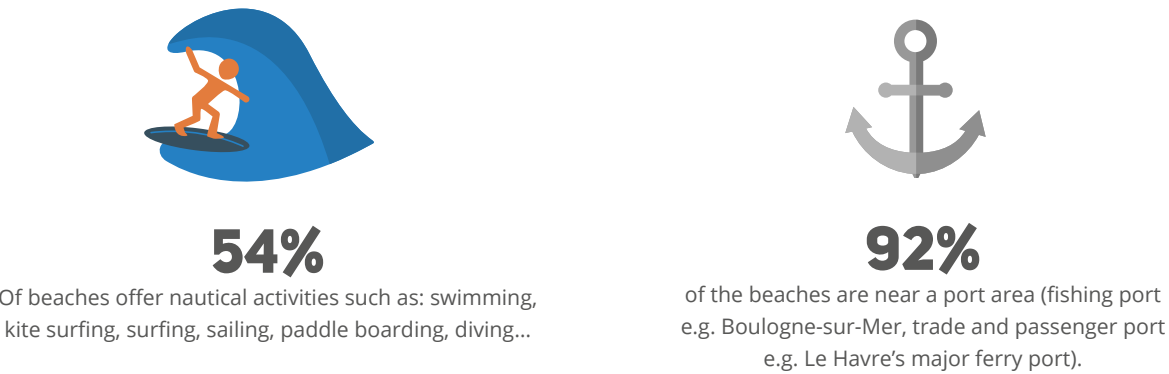 54%
Of beaches offer nautical activities such as: swimming,
kite surfing, surfing, sailing, paddle boarding, diving...
92%
of the beaches are near a port area (fishing port
e.g. Boulogne-sur-Mer, trade and passenger port
e.g. Le Havre’s major ferry port).